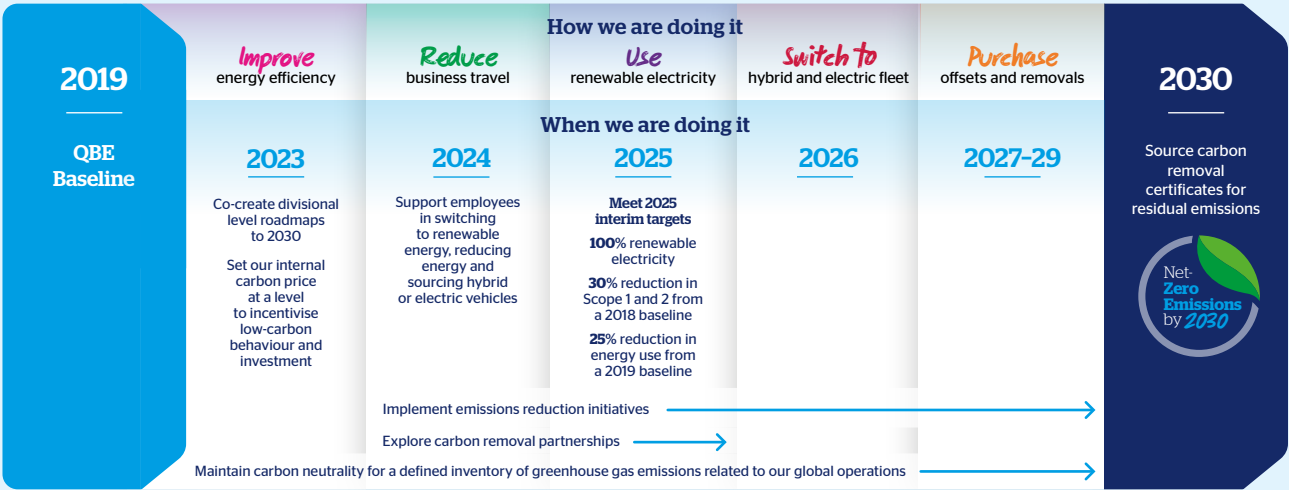 2019
QBE
Baseline
How we are doing it
Improve
energy efficiency
Reduce
business travel
Use
renewable electricity
Switch to
hybrid and electric fleet
Purchase
offsets and removals
When we are doing it
2023
Co-create divisional
level roadmaps
to 2030
Set our internal
carbon price
at a level
to incentivise
low-carbon
behaviour and
investment
2024
Support employees
in switching
to renewable
energy, reducing
energy and
sourcing hybrid
or electric vehicles
2025
Meet 2025
interim targets
100% renewable
electricity
30% reduction in
Scope 1 and 2 from
a 2018 baseline
25% reduction in
energy use from
a 2019 baseline
2026
2027–29
Implement emissions reduction initiatives
Explore carbon removal partnerships
Maintain carbon neutrality for a defined inventory of greenhouse gas emissions related to our global operations
2030
Source carbon
removal
certificates for
residual emissions
Net-
Zero
Emissions
by 2030